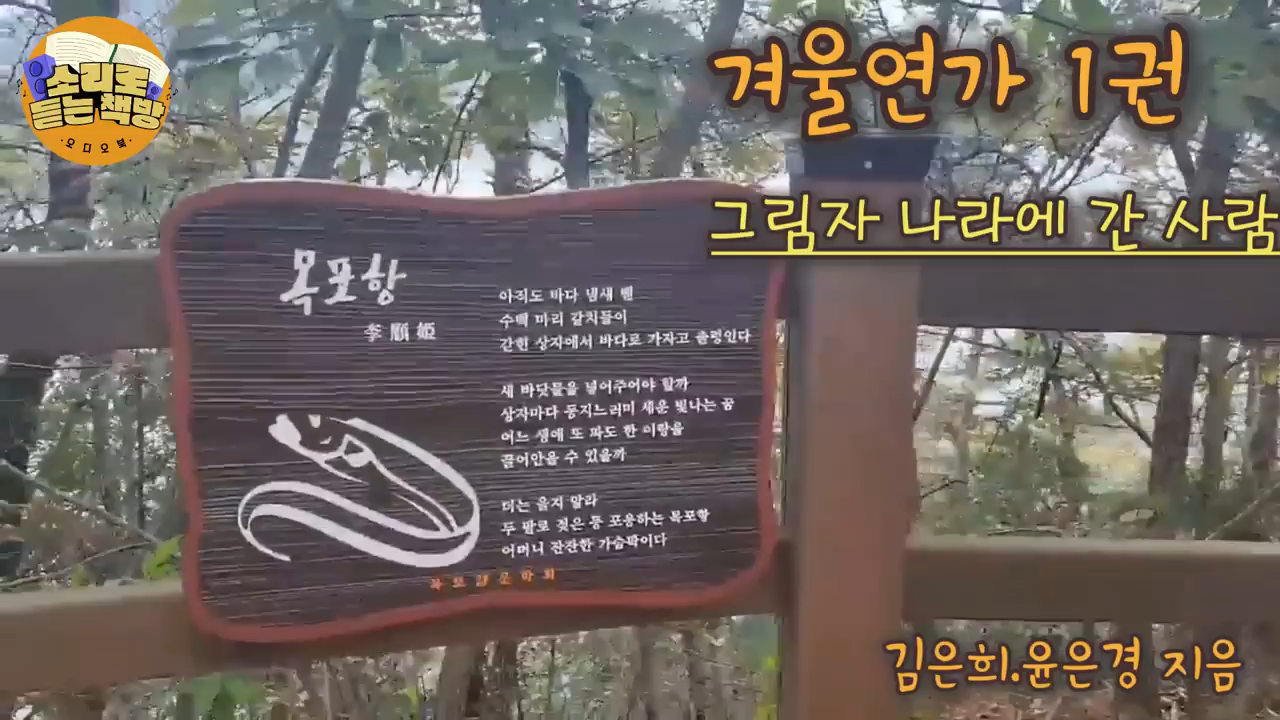 소리로
듣는 책방
·오디오북·
겨울연가 1권
그림자 나라에 간 사람
목포항
李順姬
아직도 바다 냄새 밴
수백 마리 갈치들이
간힌 상자에서 바다로 가자고 출렁인다
새 바닷물을 넣어주어야 할까
상자마다 둥지느러미 세운 빛나는 꿈
어느 생애 또 파도 한 이랑을
끌어안을 수 있을까
더는 울지 말라
두 팔로 젖은 등 포옹하는 목포항
어머니 잔잔한 가슴팍이다
김은희.윤은경 지음